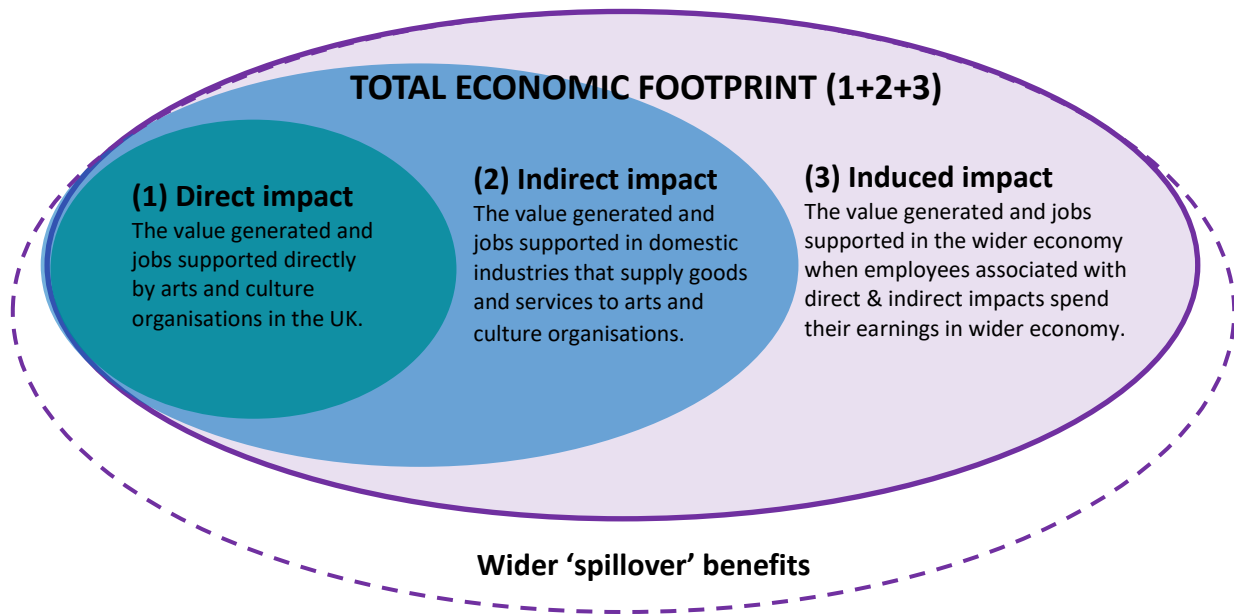 TOTAL ECONOMIC FOOTPRINT (1+2+3)
(1) Direct impact
The value generated and
jobs supported directly
by arts and culture
organisations in the UK.
(2) Indirect impact
The value generated and
jobs supported in domestic
industries that supply goods
and services to arts and
culture organisations.
(3) Induced impact
The value generated and jobs
supported in the wider economy
when employees associated with
direct & indirect impacts spend
their earnings in wider economy.
Wider ‘spillover’ benefits